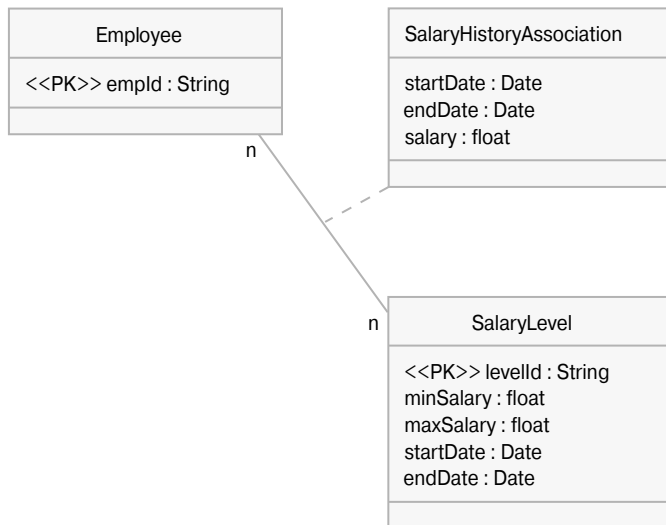 Employee
<<PK>> empId : String
n
SalaryHistoryAssociation
startDate : Date
endDate : Date
salary : float
n
SalaryLevel
<<PK>> levelId : String
minSalary : float
maxSalary : float
startDate : Date
endDate : Date